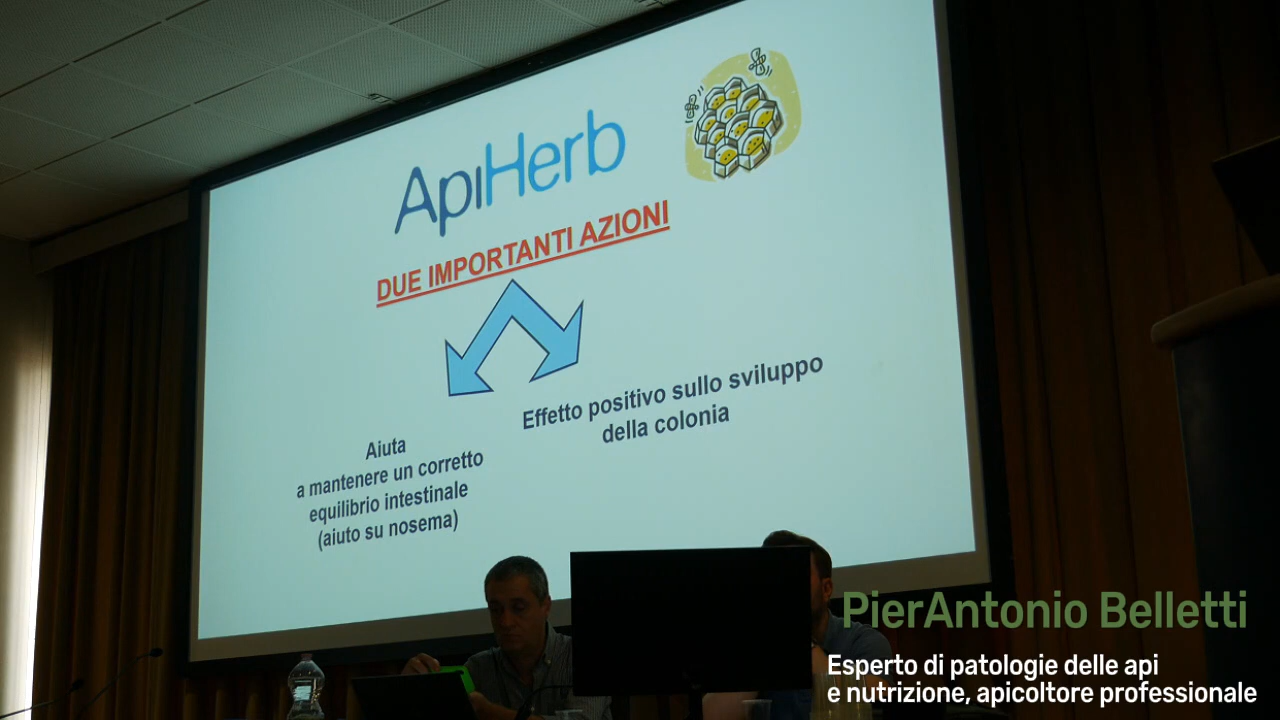 ApiHerb
DUE IMPORTANTI AZIONI
Effetto positivo sullo sviluppo
della colonia
Aiuta
a mantenere un corretto
equilibrio intestinale
(aiuto su nosema)
PierAntonio Belletti
Esperto di patologie delle api
e nutrizione, apicoltore professionale